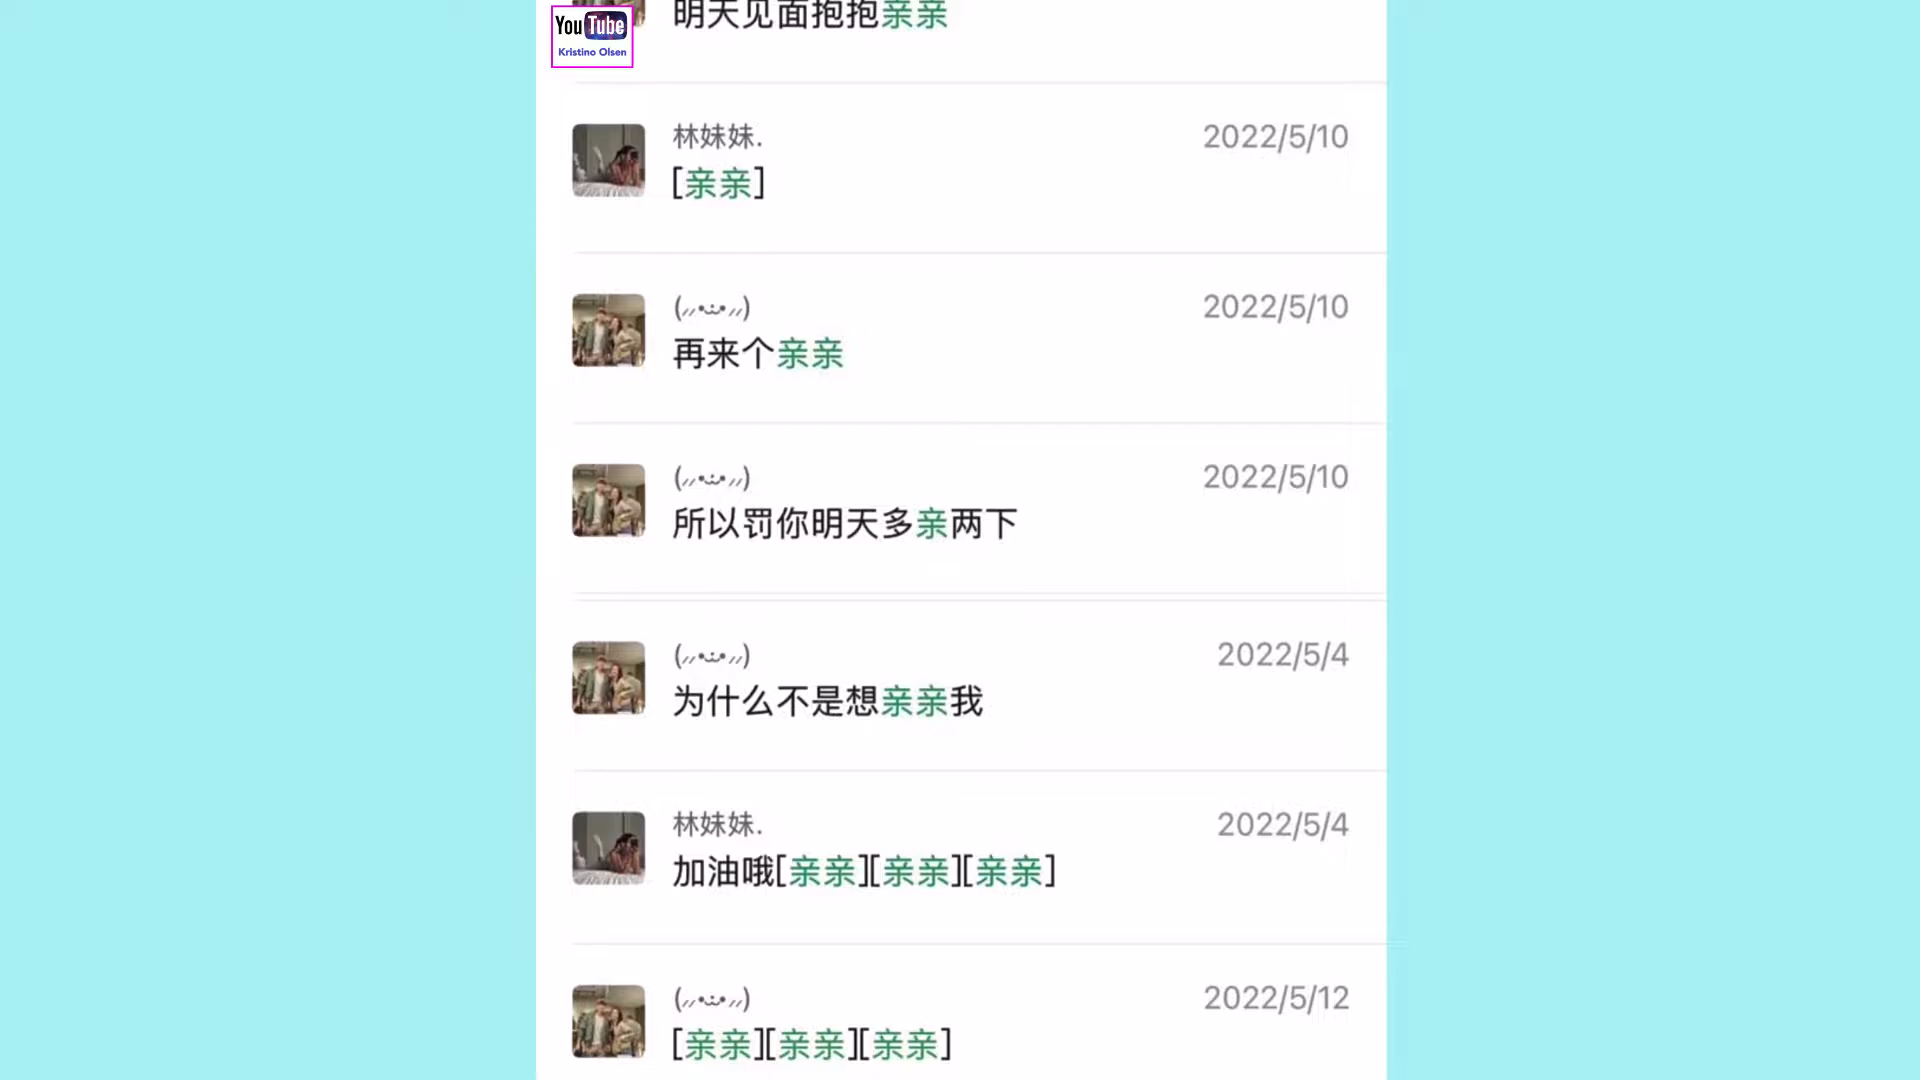 明天见面抱抱亲亲
YouTube
Kristino Olsen
林妹妹.
2022/5/10
[亲亲]
(⸝⸝•‧̫•⸝⸝)
2022/5/10
再来个亲亲
(⸝⸝•‧̫•⸝⸝)
2022/5/10
所以罚你明天多亲两下
(⸝⸝•‧̫•⸝⸝)
2022/5/4
为什么不是想亲亲我
林妹妹.
2022/5/4
加油哦[亲亲][亲亲][亲亲]
(⸝⸝•‧̫•⸝⸝)
2022/5/12
[亲亲][亲亲][亲亲]